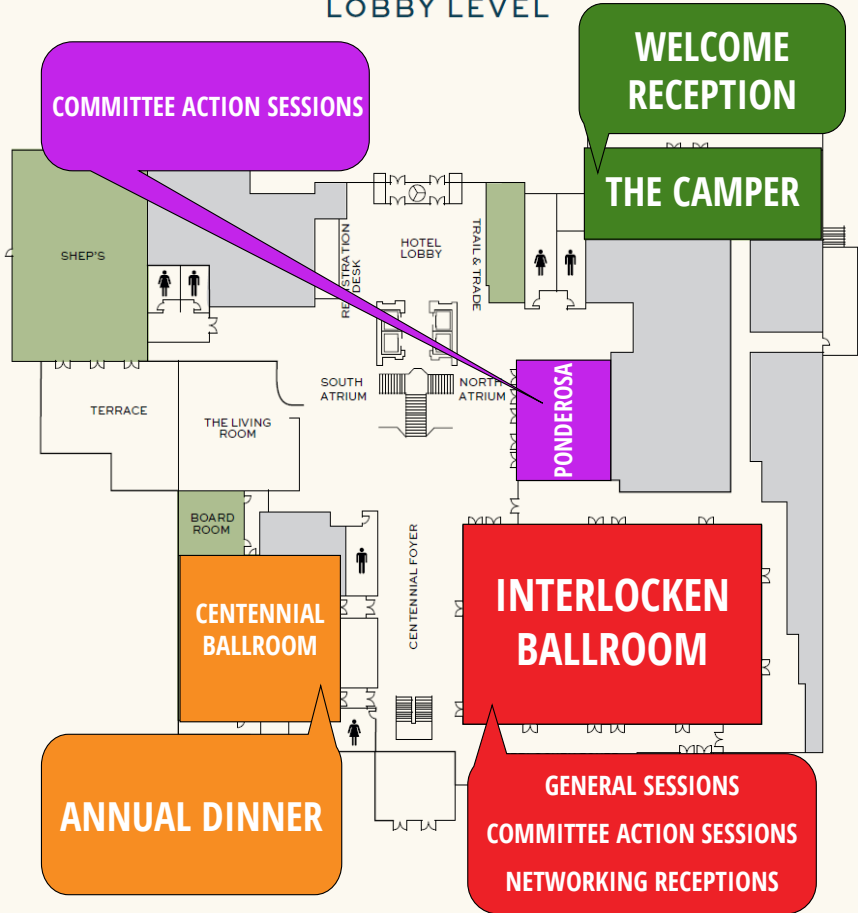 LOBBY LEVEL
WELCOME
RECEPTION
COMMITTEE ACTION SESSIONS
THE CAMPER
SHEP'S
HOTEL
LOBBY
REGISTRATION
DESK
TRAIL & TRADE
SOUTH
ATRIUM
NORTH
ATRIUM
PONDEROSA
TERRACE
THE LIVING
ROOM
BOARD
ROOM
CENTENNIAL FOYER
INTERLOCKEN
BALLROOM
CENTENNIAL
BALLROOM
ANNUAL DINNER
GENERAL SESSIONS
COMMITTEE ACTION SESSIONS
NETWORKING RECEPTIONS